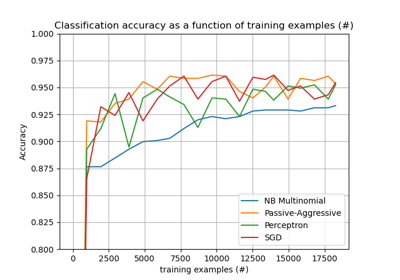 Classification accuracy as a function of training examples (#)
1.000
0.975
0.950
0.925
0.900
0.875
0.850
0.825
0.800
Accuracy
NB Multinomial
Passive-Aggressive
Perceptron
SGD
0 2500 5000 7500 10000 12500 15000 17500
training examples (#)